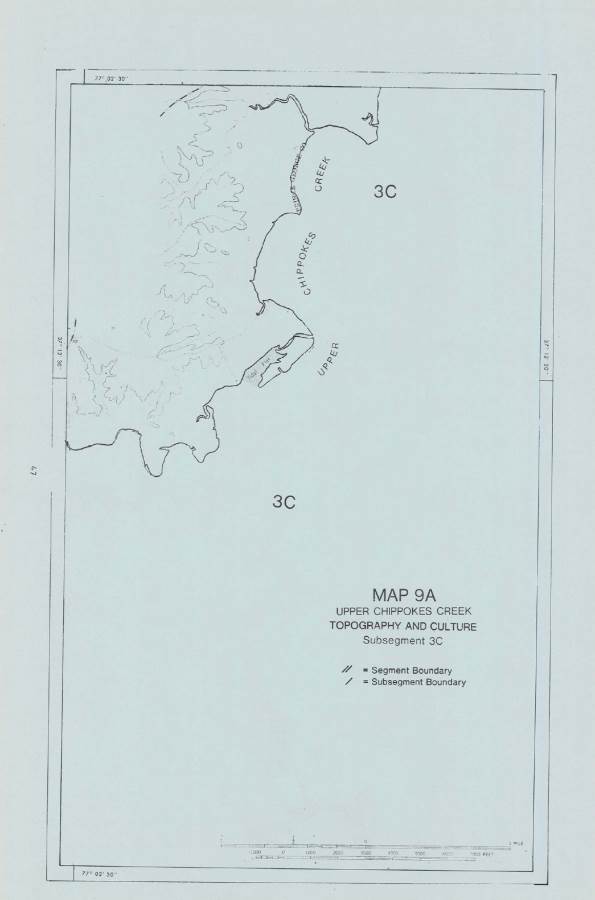 77° 02' 30"
3C
CREEK
CHIPPOKES
UPPER
37° 12' 30"
37° 12' 30"
67
3C
MAP 9A
UPPER CHIPPOKES CREEK
TOPOGRAPHY AND CULTURE
Subsegment 3C
// = Segment Boundary
/ = Subsegment Boundary
0
1 MILE
1000 0 1000 2000 3000 4000 5000 6000 7000 FEET
77° 02' 30"